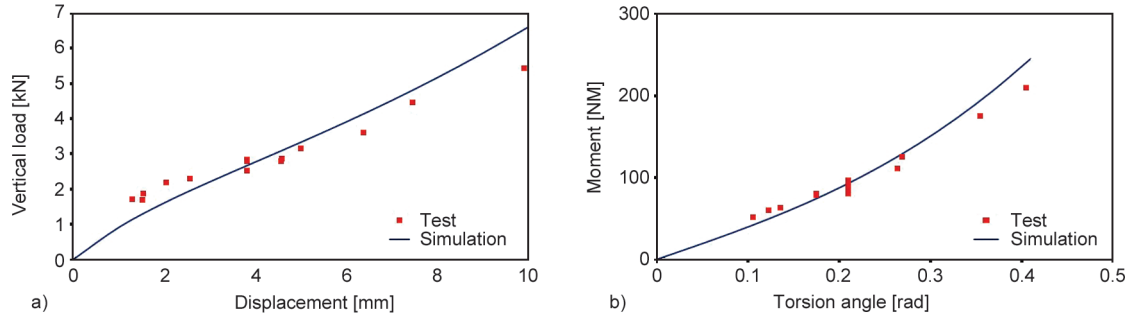 7
6
5
4
3
2
1
0
Vertical load [kN]
0 2 4 6 8 10
Displacement [mm]
Test
Simulation
a)
300
200
100
0
Moment [NM]
0 0.1 0.2 0.3 0.4 0.5
Torsion angle [rad]
Test
Simulation
b)